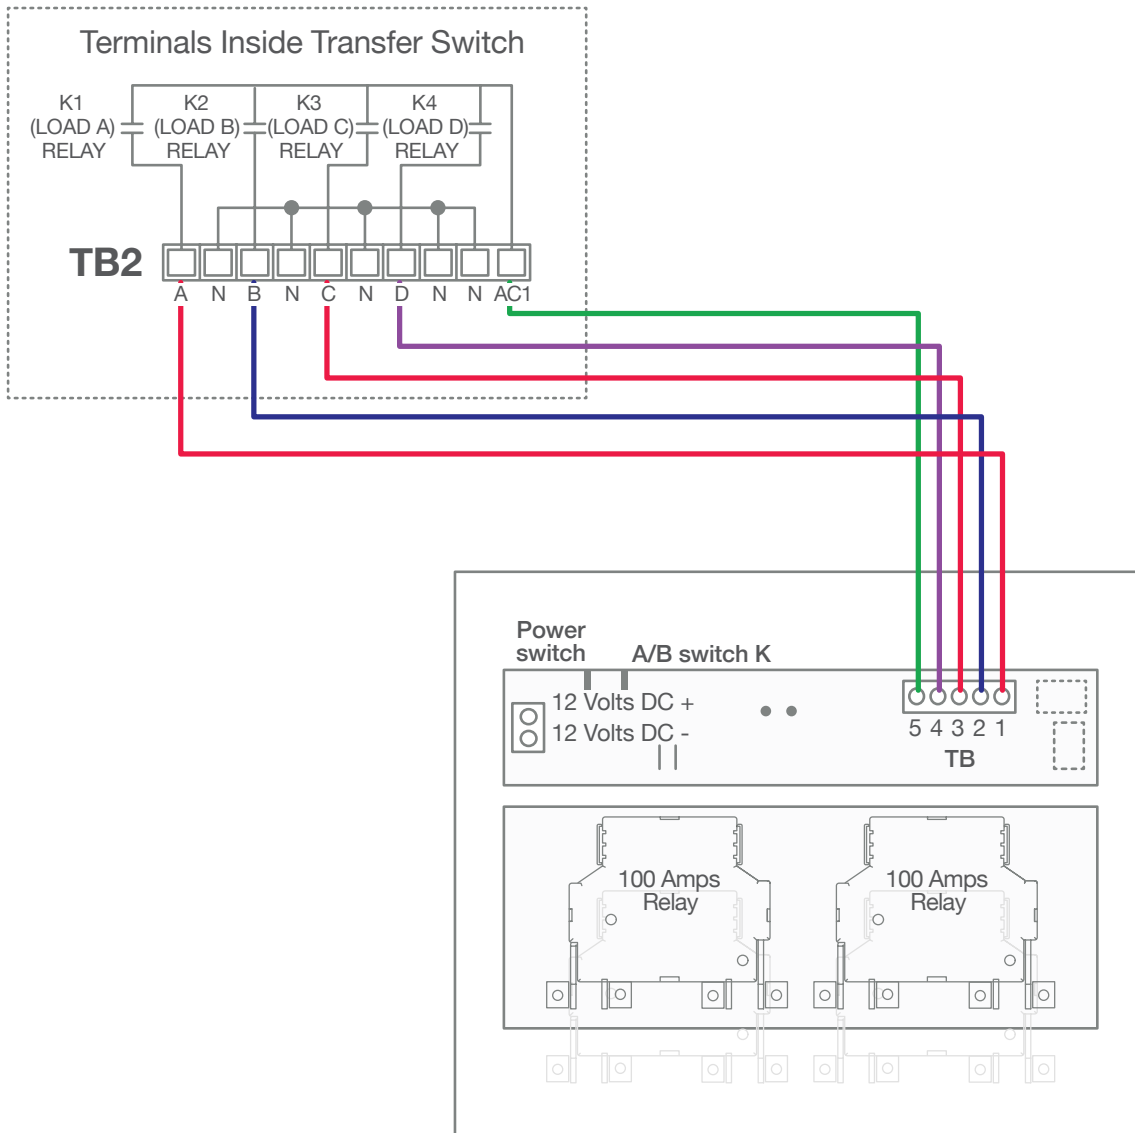 Terminals Inside Transfer Switch
K1
(LOAD A)
RELAY
K2
(LOAD B)
RELAY
K3
(LOAD C)
RELAY
K4
(LOAD D)
RELAY
TB2
A N B N C N D N N AC1
Power
switch
A/B switch K
12 Volts DC +
12 Volts DC -
5 4 3 2 1
TB
100 Amps
Relay
100 Amps
Relay